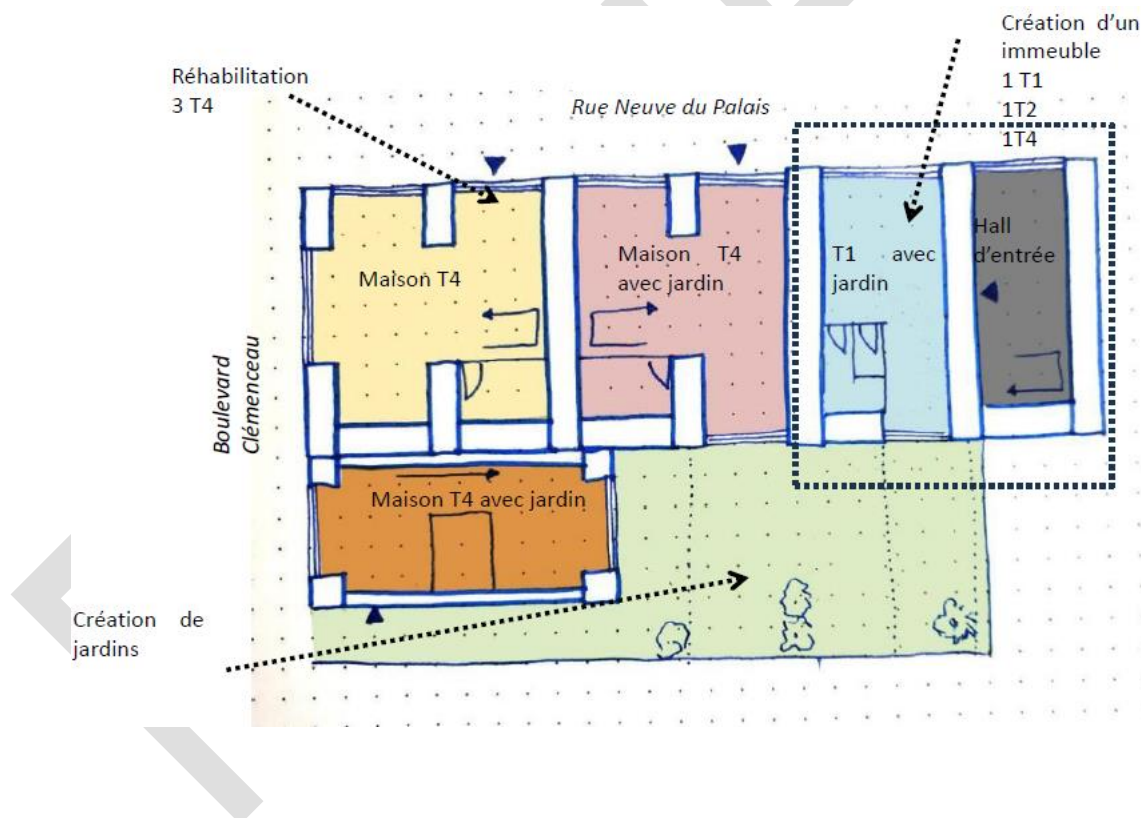 Création d'un
immeuble
1 T1
1T2
1T4
Réhabilitation
3 T4
Rue Neuve du Palais
Maison T4
Maison T4
avec jardin
T1 avec
jardin
Hall
d'entrée
Boulevard
Clémenceau
Maison T4 avec jardin
Création de
jardins